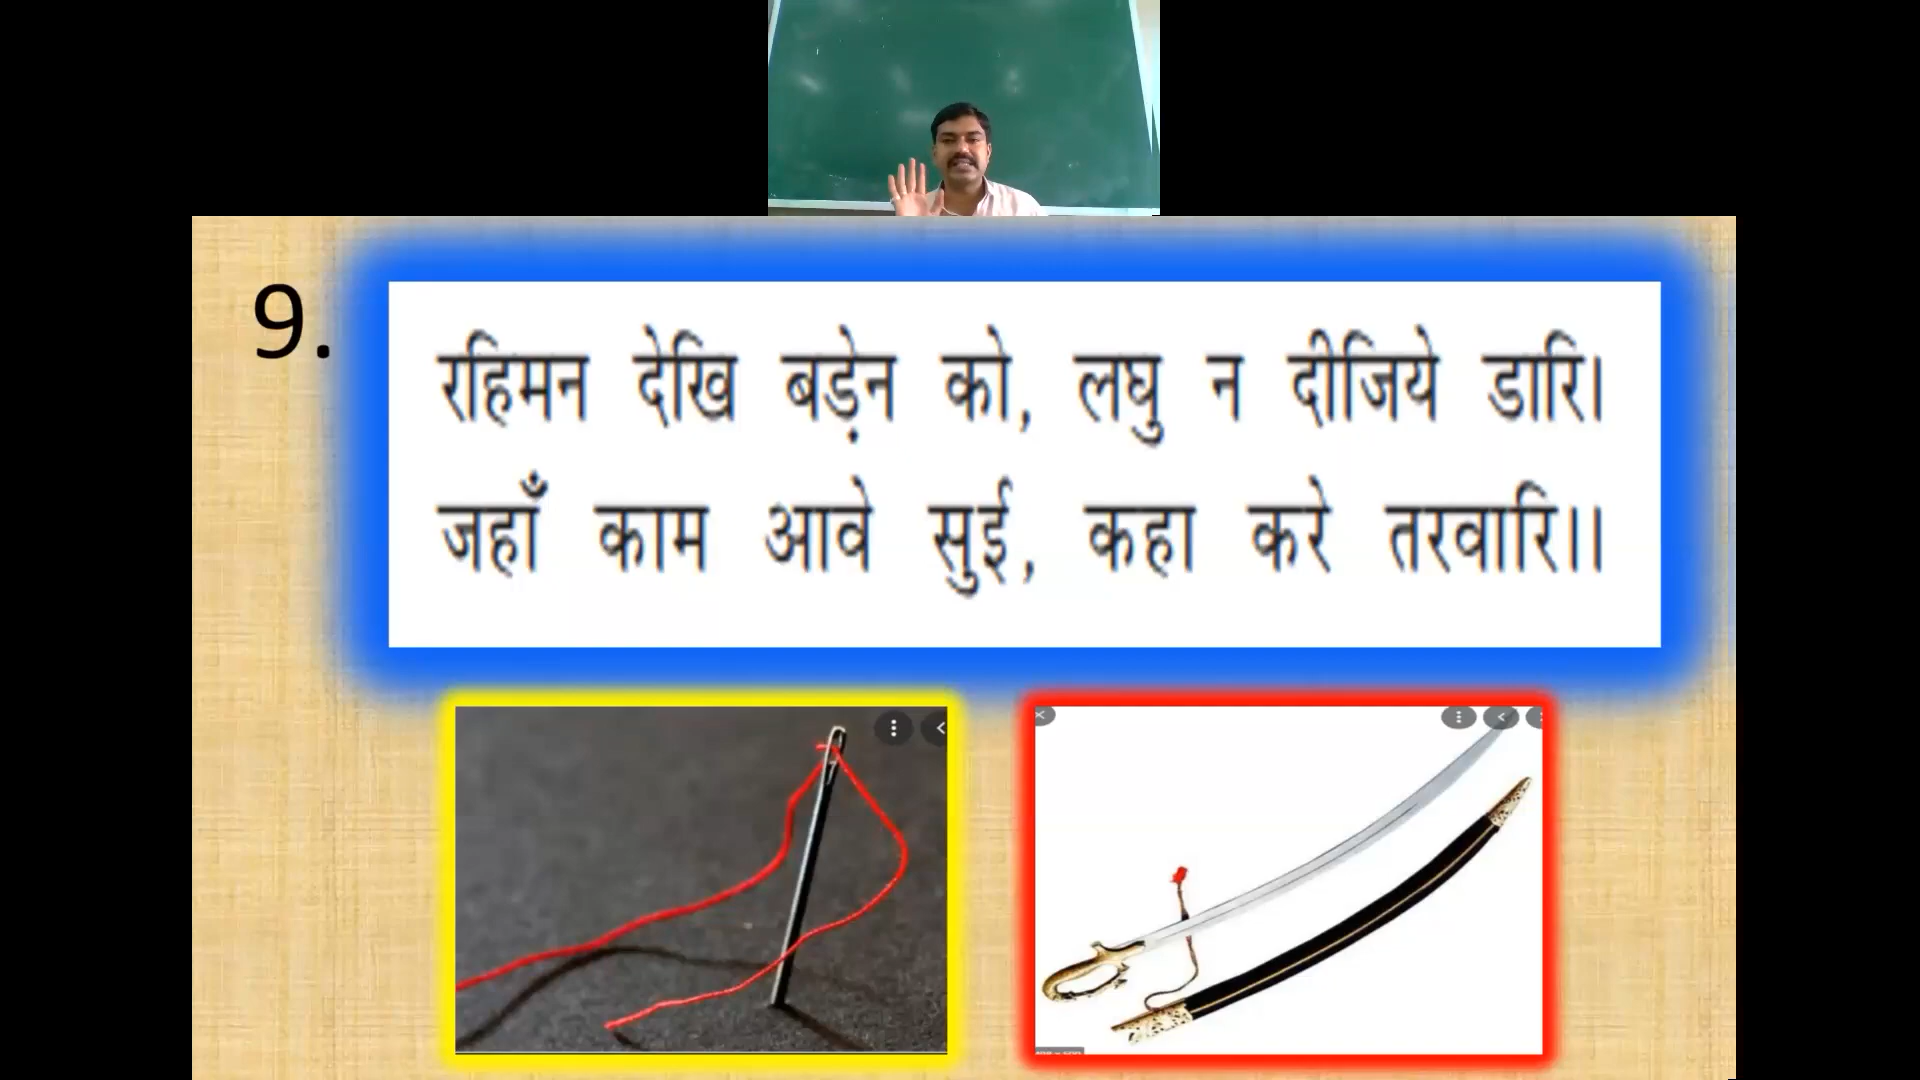 9.
रहिमन देखि बड़ेन को, लघु न दीजिये डारि।
जहाँ काम आवे सुई, कहा करे तरवारि।।